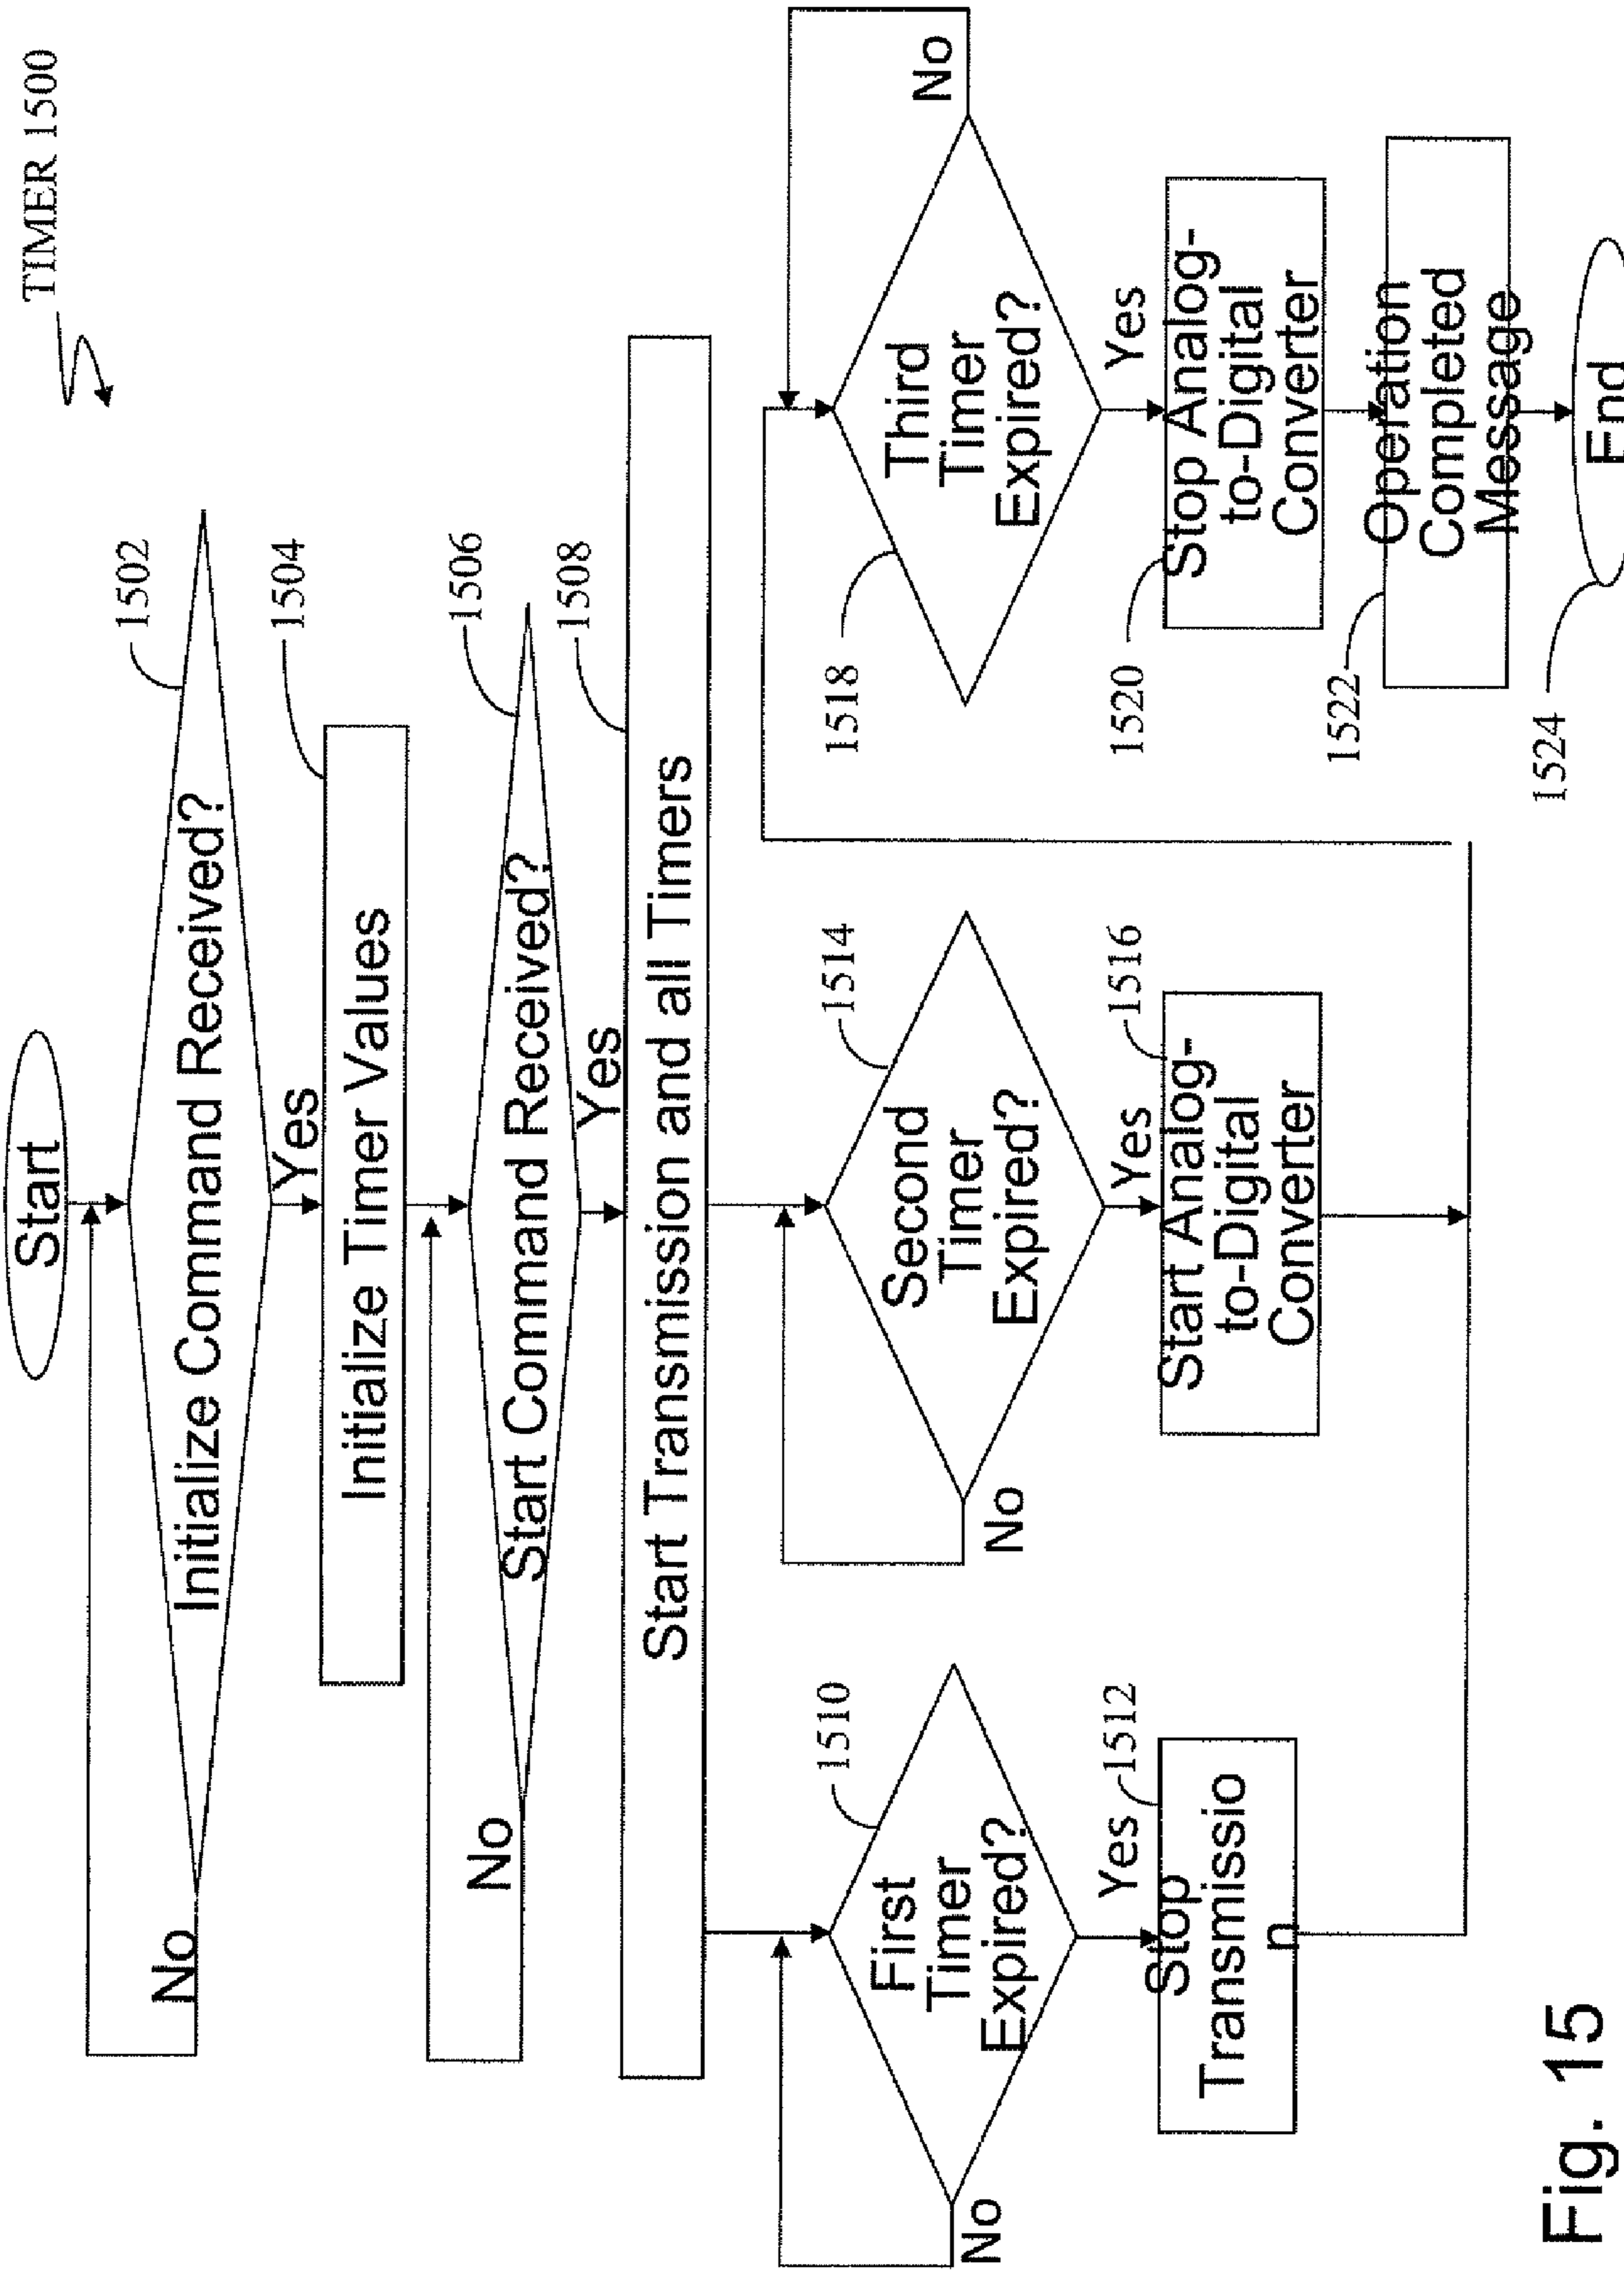 TIMER 1500
Start
1502
Initialize Command Received?
No
Yes
1504
Initialize Timer Values
1506
Start Command Received?
No
Yes
1508
Start Transmission and all Timers
1510
First
Timer
Expired?
No
Yes
1512
Stop
Transmissio
n
1514
Second
Timer
Expired?
No
Yes
1516
Start Analog-
to-Digital
Converter
1518
Third
Timer
Expired?
No
Yes
1520
Stop Analog-
to-Digital
Converter
1522
Operation
Completed
Message
1524
End
Fig. 15